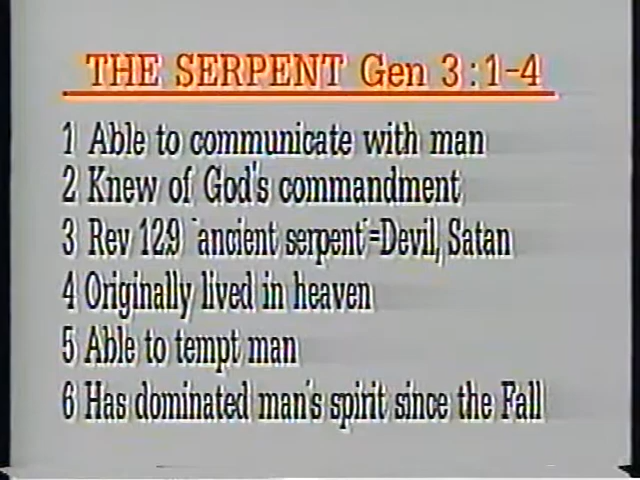 THE SERPENT Gen 3:1-4
1 Able to communicate with man
2 Knew of God's commandment
3 Rev 12:9) 'ancient serpent'=Devil, Satan
4 Originally lived in heaven
5 Able to tempt man
6 Has dominated man's spirit since the Fall